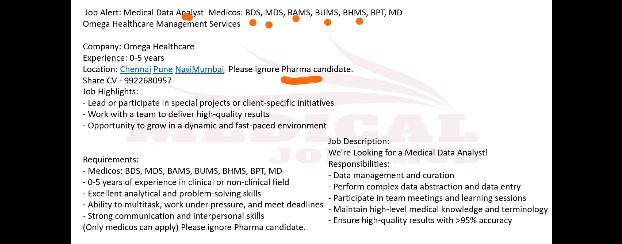 Job Alert: Medical Data Analyst  Medicos: BDS, MDS, BAMS, BUMS, BHMS, BPT, MD
Omega Healthcare Management Services
Company: Omega Healthcare
Experience: 0-5 years
Location: Chennai Pune NaviMumbai, Please ignore Pharma candidate.
Share CV - 9922680957
Job Highlights:
- Lead or participate in special projects or client-specific initiatives
- Work with a team to deliver high-quality results
- Opportunity to grow in a dynamic and fast-paced environment
MEDICAL
Requirements:
- Medicos: BDS, MDS, BAMS, BUMS, BHMS, BPT, MD
- 0-5 years of experience in clinical or non-clinical field
- Excellent analytical and problem-solving skills
- Ability to multitask, work under pressure, and meet deadlines
- Strong communication and interpersonal skills
(Only medicos can apply) Please ignore Pharma candidate.
Job Description:
We're Looking for a Medical Data Analyst!
Responsibilities:
- Data management and curation
- Perform complex data abstraction and data entry
- Participate in team meetings and learning sessions
- Maintain high-level medical knowledge and terminology
- Ensure high-quality results with >95% accuracy